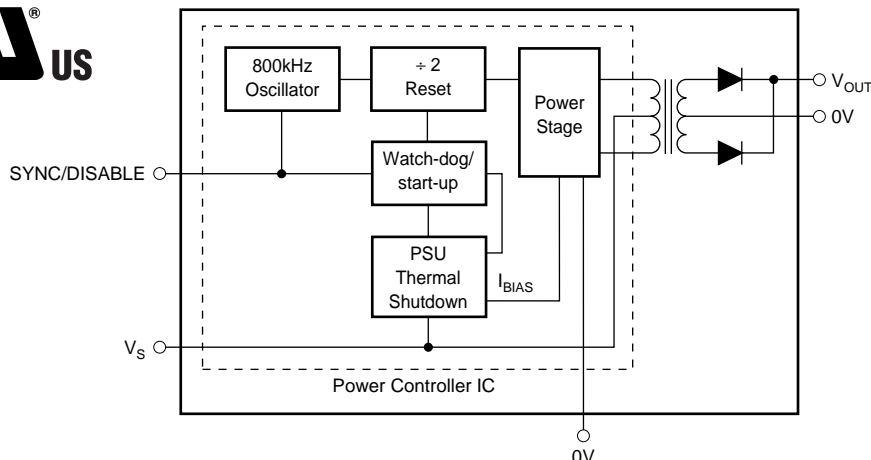 ®
US
800kHz
Oscillator
÷ 2
Reset
Power
Stage
V_OUT
0V
SYNC/DISABLE
Watch-dog/
start-up
PSU
Thermal
Shutdown
I_BIAS
V_S
Power Controller IC
0V